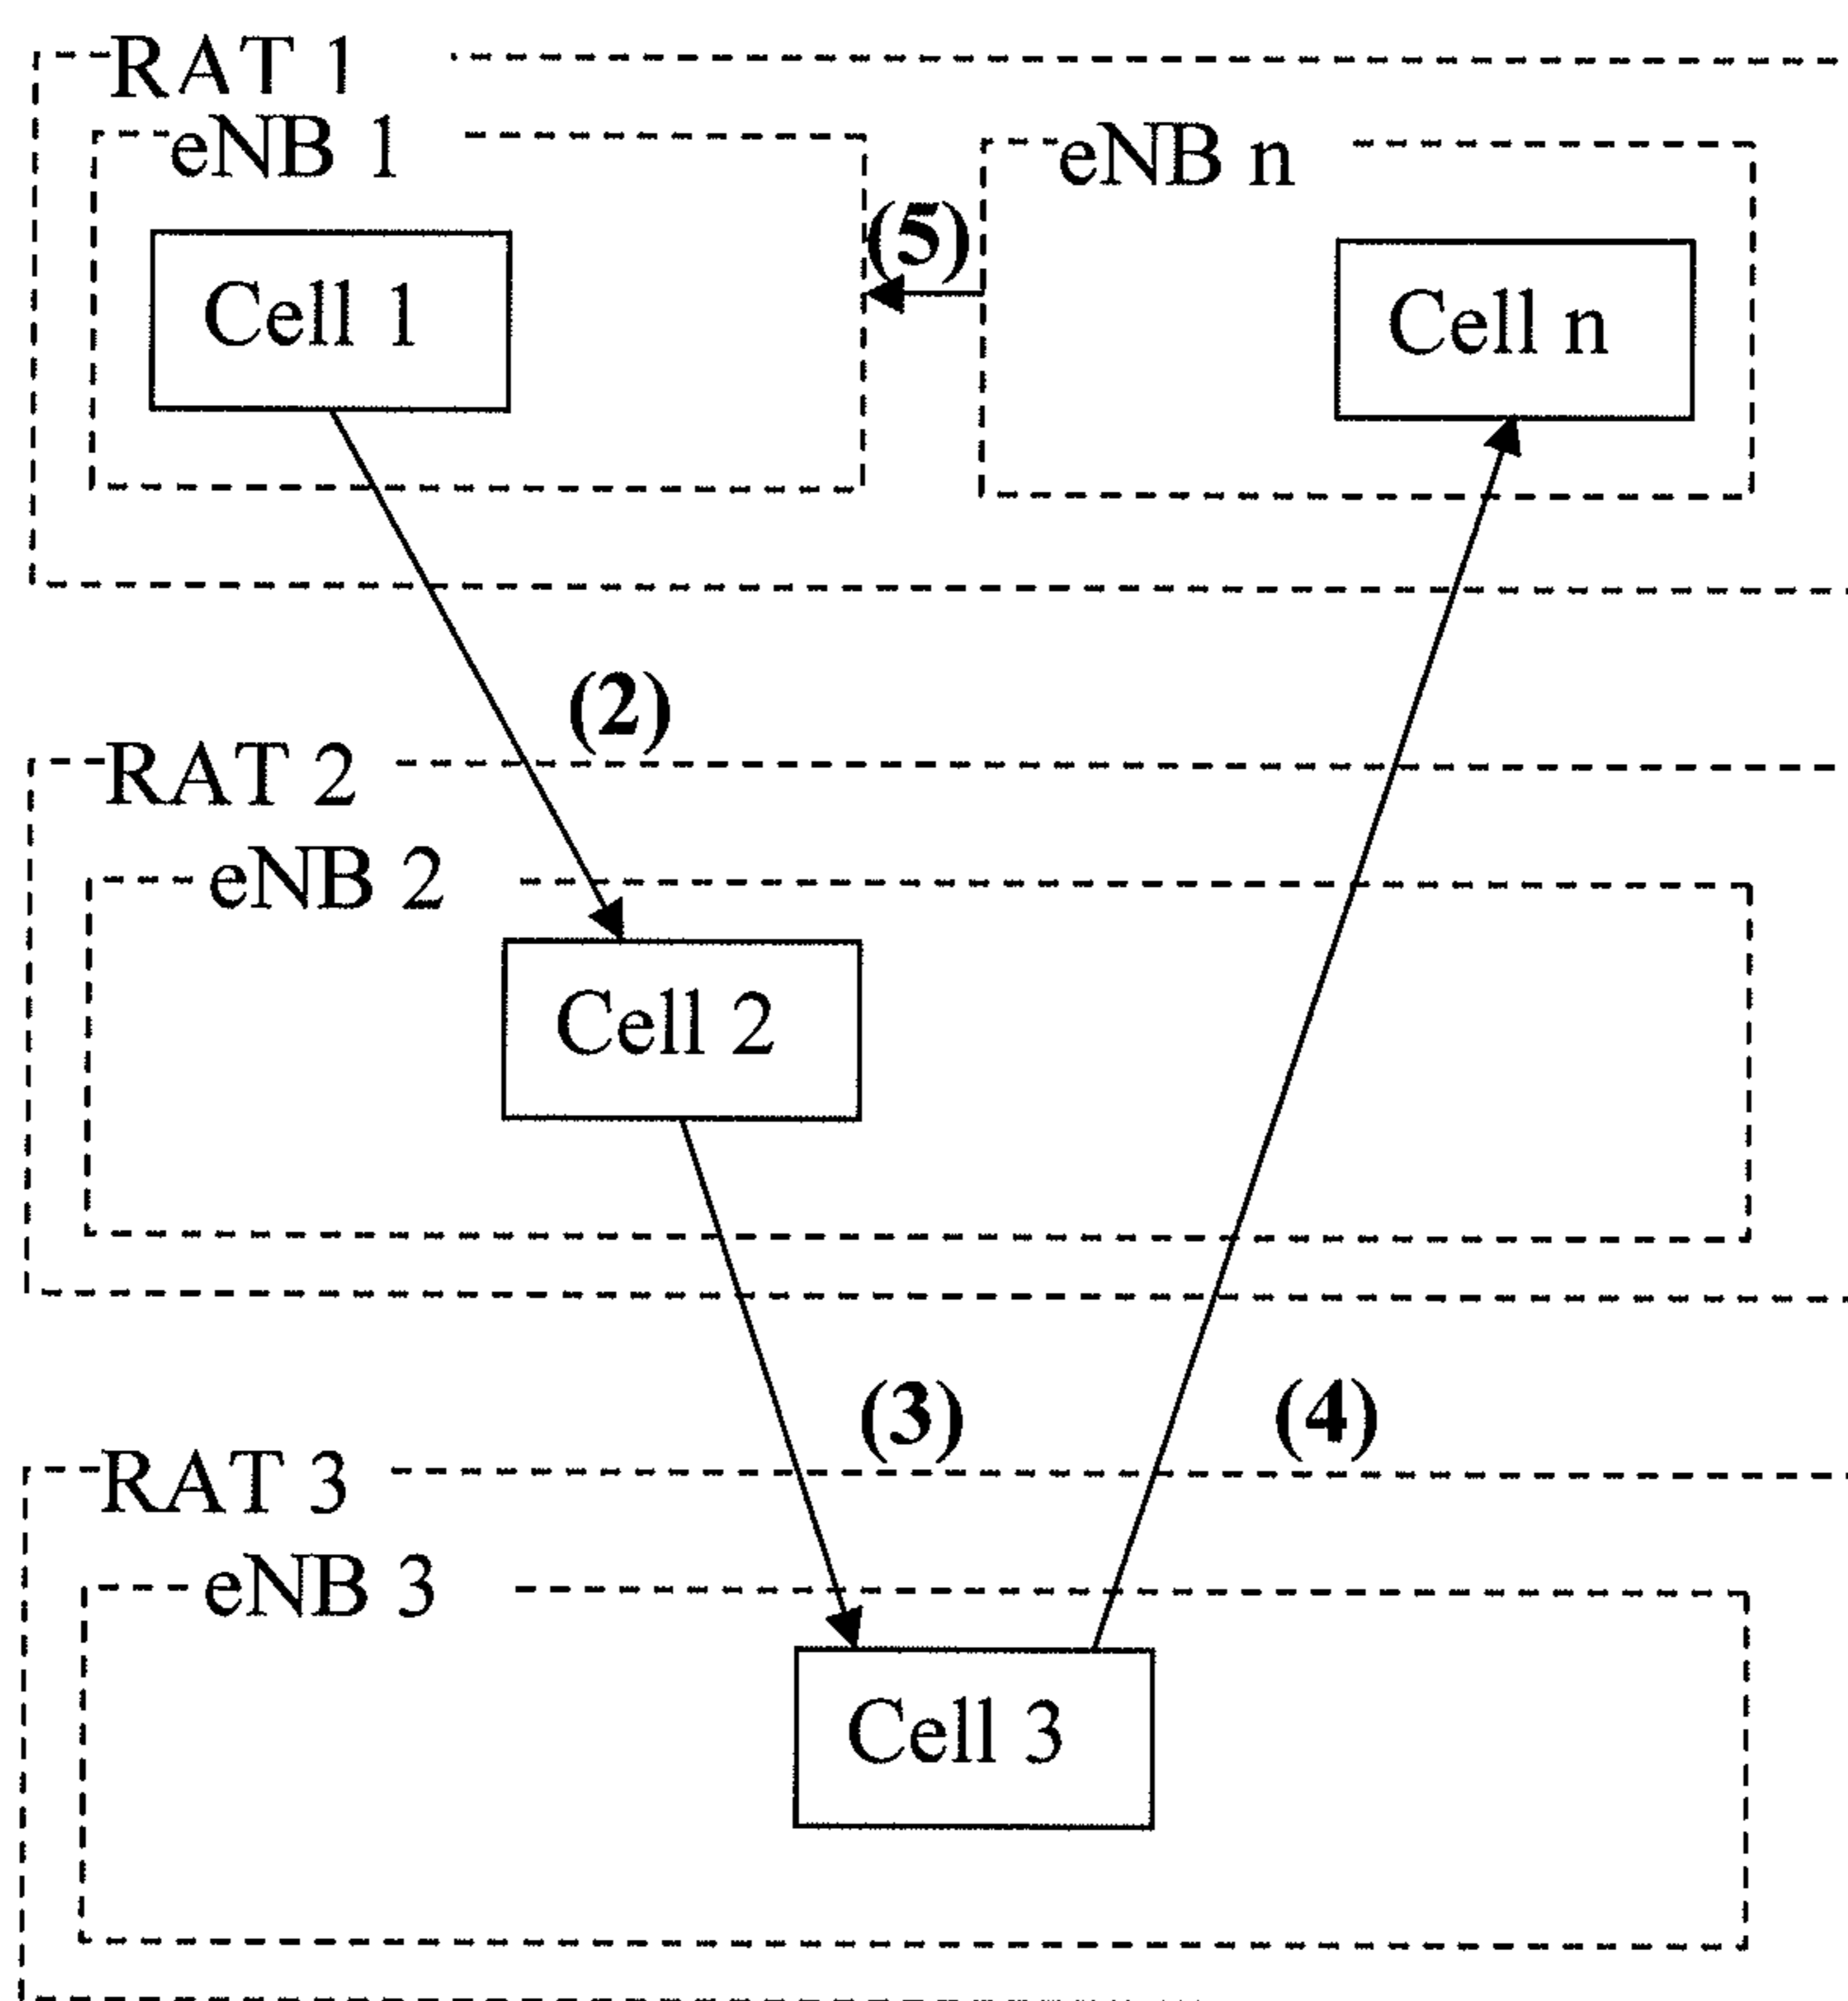 RAT 1
eNB 1
eNB n
(5)
Cell 1
Cell n
(2)
RAT 2
eNB 2
Cell 2
(3)
(4)
RAT 3
eNB 3
Cell 3